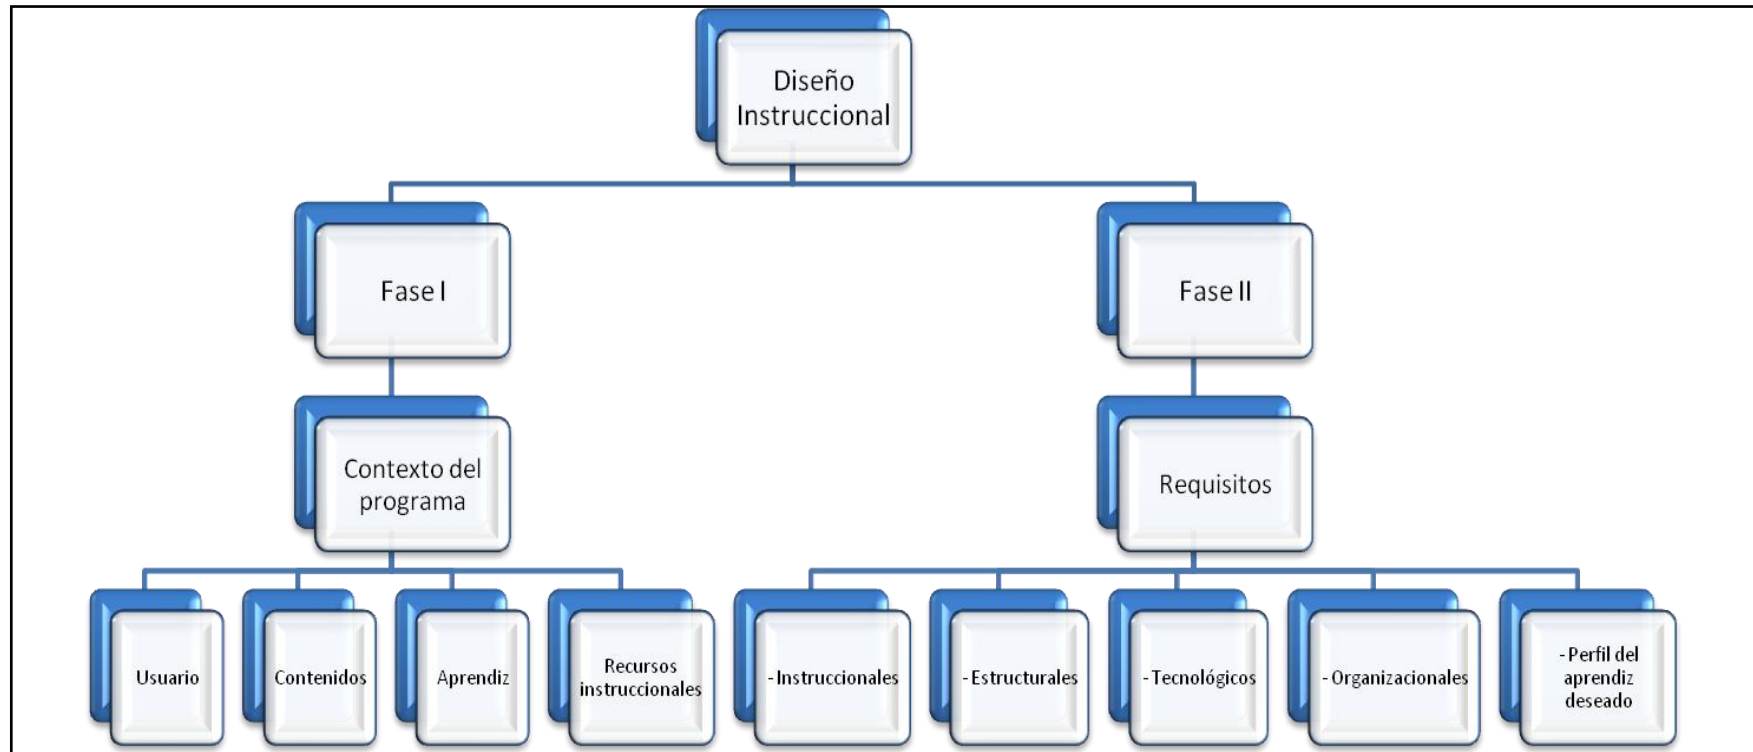 Diseño
Instruccional
Fase I
Fase II
Contexto del
programa
Requisitos
Usuario
Contenidos
Aprendiz
Recursos
instruccionales
- Instruccionales
- Estructurales
- Tecnológicos
- Organizacionales
- Perfil del
aprendiz
deseado